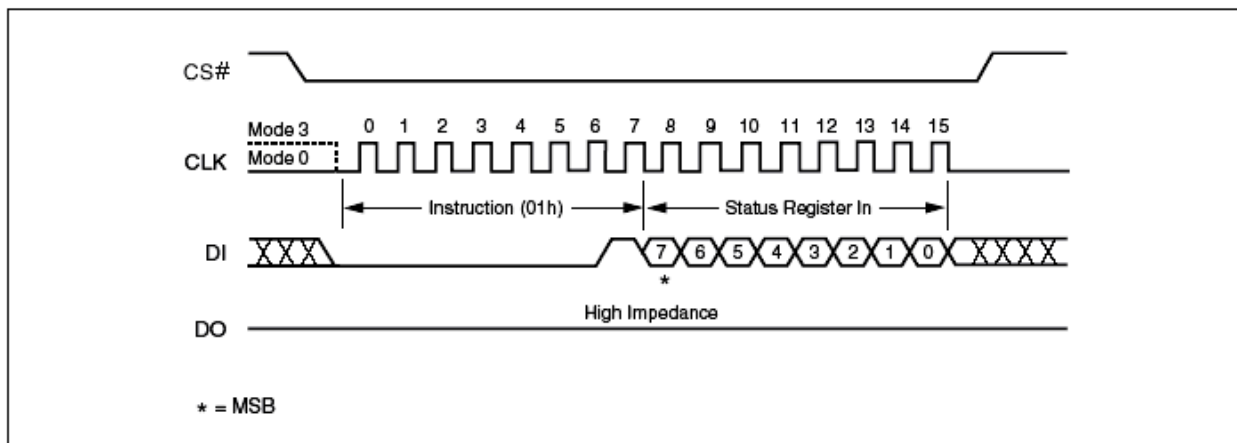 CS#
Mode 3 0 1 2 3 4 5 6 7 8 9 10 11 12 13 14 15
CLK Mode 0
Instruction (01h) Status Register In
DI 7 6 5 4 3 2 1 0
*
High Impedance
DO
* = MSB